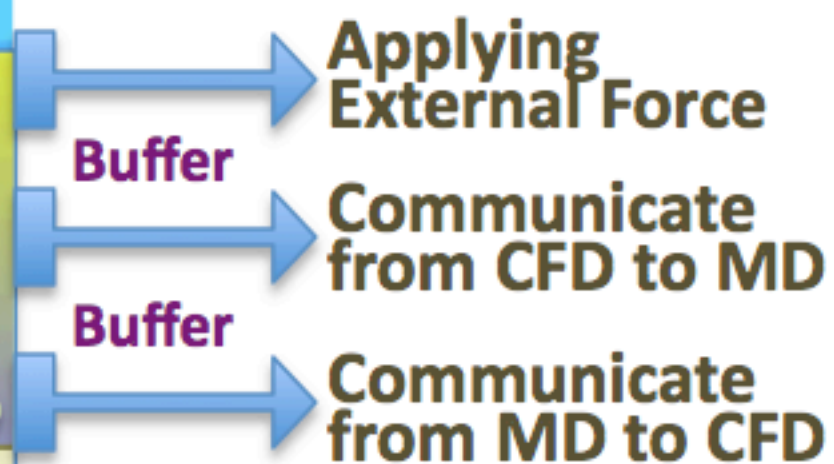 Applying
External Force
Buffer
Communicate
from CFD to MD
Buffer
Communicate
from MD to CFD